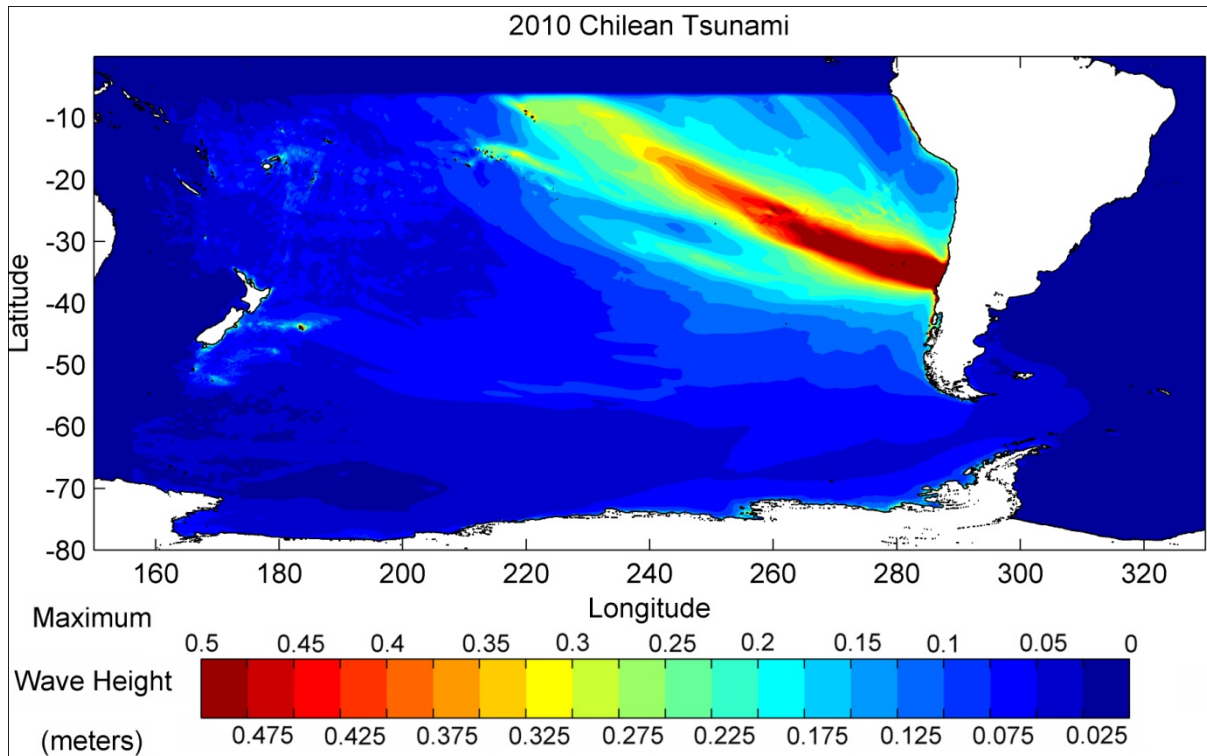 2010 Chilean Tsunami
-10
-20
-30
-40
-50
-60
-70
-80
Latitude
160 180 200 220 240 260 280 300 320
Longitude
Maximum
0.5 0.45 0.4 0.35 0.3 0.25 0.2 0.15 0.1 0.05 0
Wave Height
(meters)
0.475 0.425 0.375 0.325 0.275 0.225 0.175 0.125 0.075 0.025